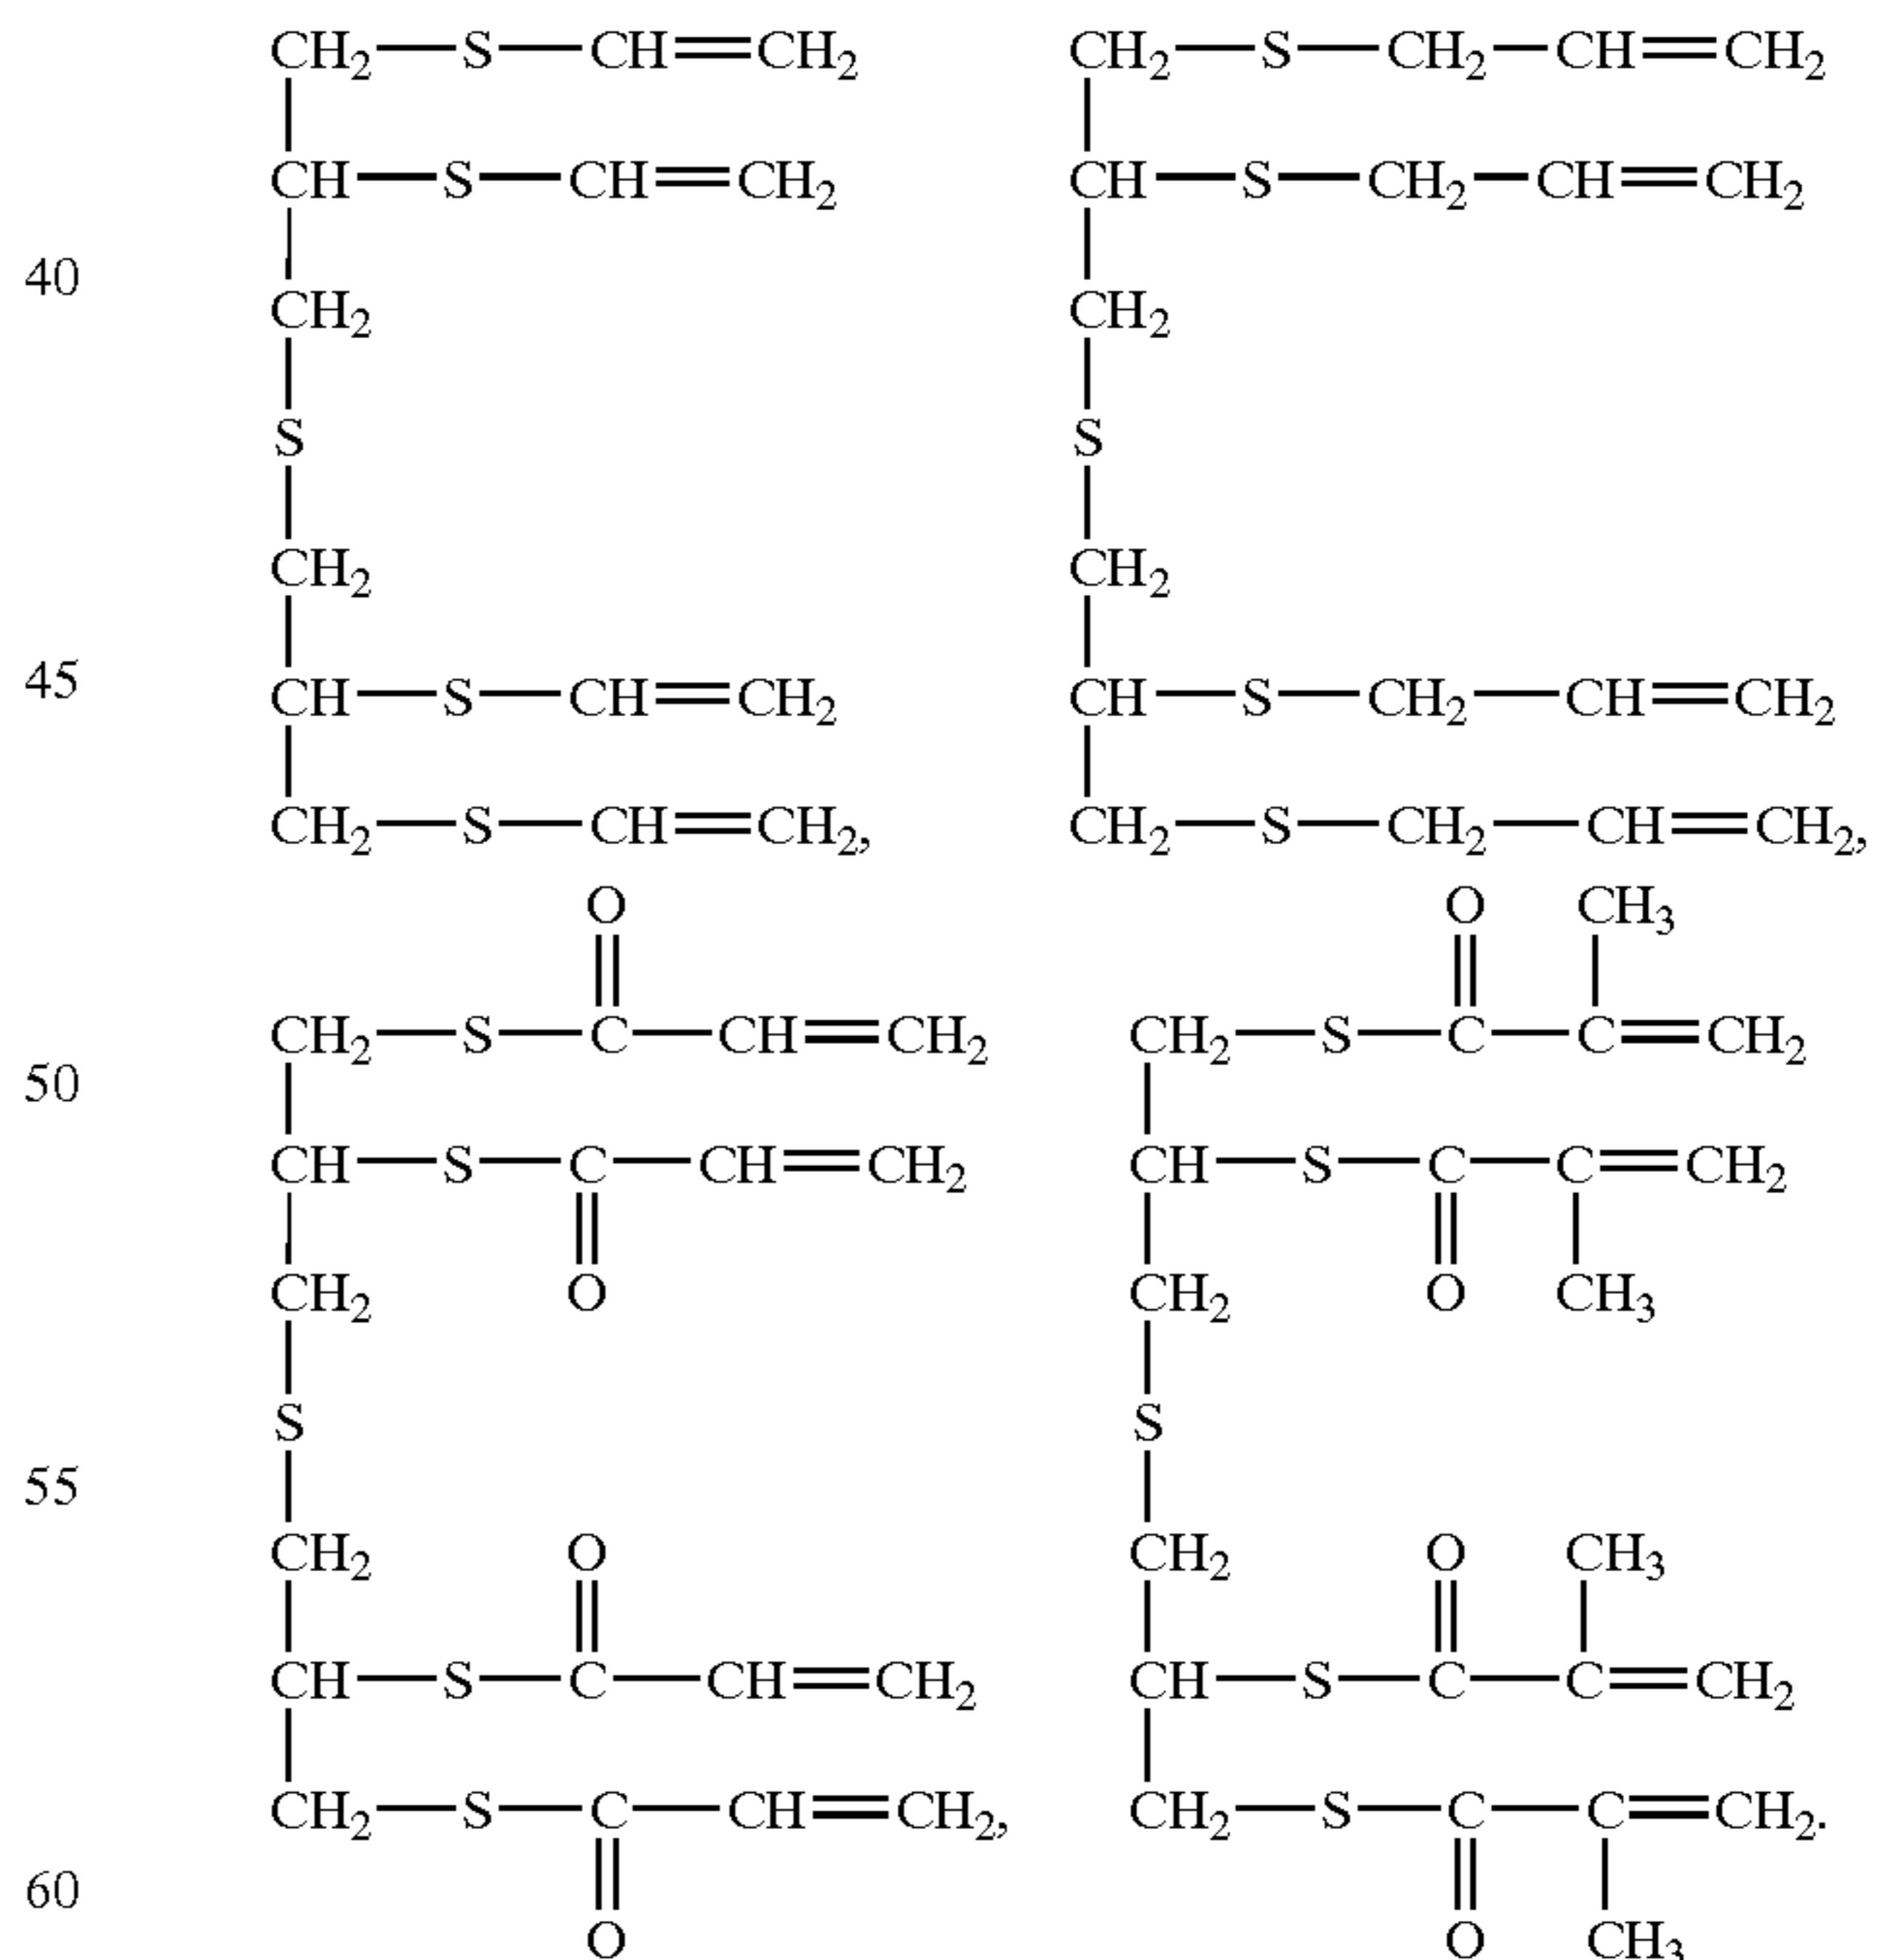 CH₂—S—CH=CH₂ CH₂—S—CH₂—CH=CH₂
CH—S—CH=CH₂ CH—S—CH₂—CH=CH₂
40
CH₂ CH₂
S S
CH₂ CH₂
45
CH—S—CH=CH₂ CH—S—CH₂—CH=CH₂
CH₂—S—CH=CH₂, CH₂—S—CH₂—CH=CH₂,
O O CH₃
CH₂—S—C—CH=CH₂ CH₂—S—C—C=CH₂
50
CH—S—C—CH=CH₂ CH—S—C—C=CH₂
CH₂ O CH₂ O CH₃
S S
55
CH₂ O CH₂ O CH₃
CH—S—C—CH=CH₂ CH—S—C—C=CH₂
CH₂—S—C—CH=CH₂, CH₂—S—C—C=CH₂.
60
O O CH₃